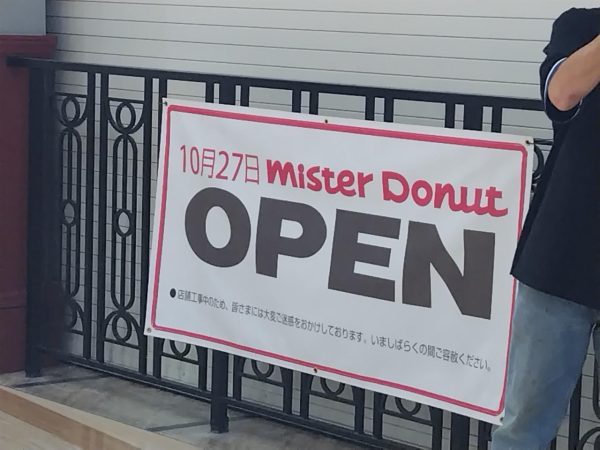 10月27日 mister Donut
OPEN
●店舗工事中のため、皆さまには大変ご迷惑をおかけしております。いましばらくの間ご容赦ください。